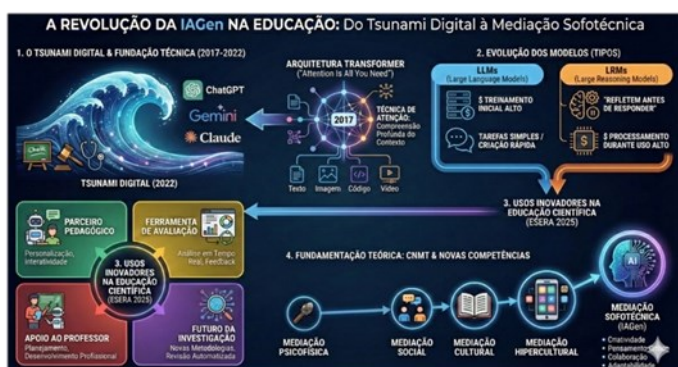 A REVOLUÇÃO DA IAGen NA EDUCAÇÃO: Do Tsunami Digital à Mediação Sofotécnica
1. O TSUNAMI DIGITAL & FUNDAÇÃO TÉCNICA (2017-2022)
ChatGPT
Gemini
Claude
TSUNAMI DIGITAL (2022)
ARQUITETURA TRANSFORMER
("Attention Is All You Need")
2017
TÉCNICA DE
ATENÇÃO:
Compreensão
Profunda do
Contexto
Texto
Imagem
Código
Vídeo
2. EVOLUÇÃO DOS MODELOS (TIPOS)
LLMs
(Large Language Models)
$ TREINAMENTO
INICIAL ALTO
TAREFAS SIMPLES /
CRIAÇÃO RÁPIDA
LRMs
(Large Reasoning Models)
"REFLETEM ANTES
DE RESPONDER"
$ PROCESSAMENTO
DURANTE USO ALTO
3. USOS INOVADORES NA
EDUCAÇÃO CIENTÍFICA
(ESERA 2025)
PARCEIRO
PEDAGÓGICO
Personalização,
Interatividade
FERRAMENTA
DE AVALIAÇÃO
Análise em Tempo
Real, Feedback
3. USOS
INOVADORES
NA EDUCAÇÃO
CIENTÍFICA
(ESERA 2025)
APOIO AO PROFESSOR
Planejamento,
Desenvolvimento Profissional
FUTURO DA
INVESTIGAÇÃO
Novas Metodologias,
Revisão Automatizada
4. FUNDAMENTAÇÃO TEÓRICA: CNMT & NOVAS COMPETÊNCIAS
MEDIAÇÃO
PSICOFÍSICA
MEDIAÇÃO
SOCIAL
MEDIAÇÃO
CULTURAL
MEDIAÇÃO
HIPERCULTURAL
AI
MEDIAÇÃO
SOFOTÉCNICA
(IAGen)
• Criatividade
• Colaboração